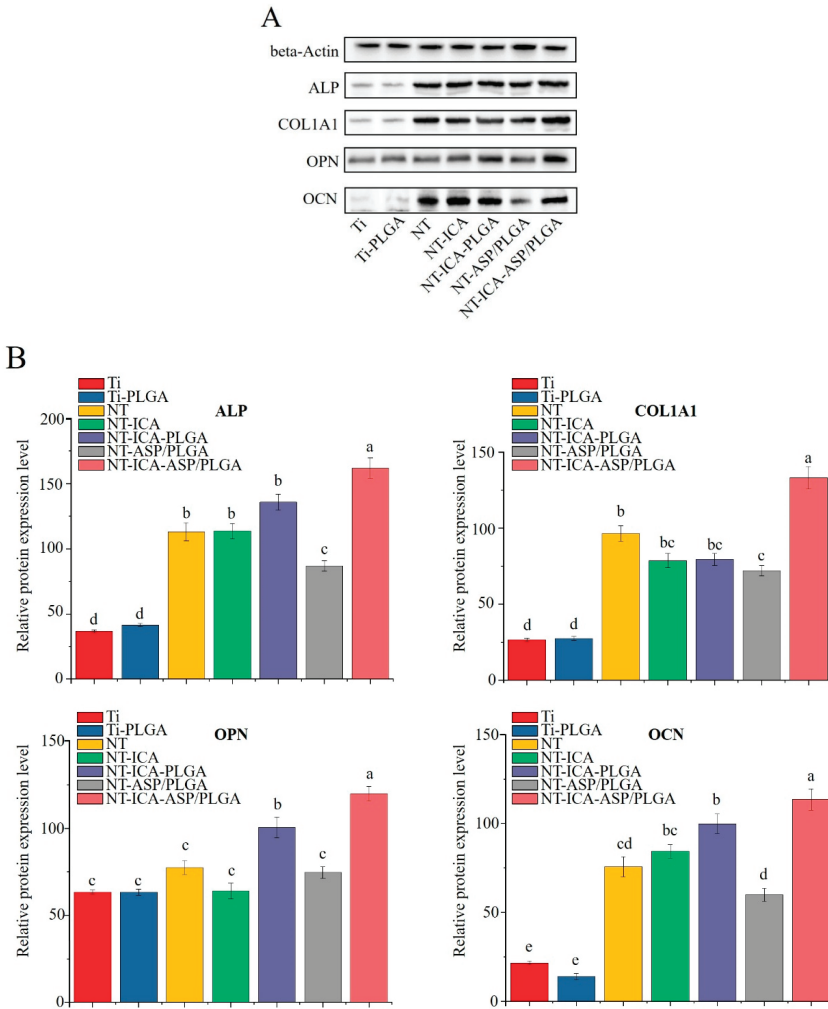 A
beta-Actin
ALP
COL1A1
OPN
OCN
Ti
Ti-PLGA
NT
NT-ICA
NT-ICA-PLGA
NT-ASP/PLGA
NT-ICA-ASP/PLGA
B
ALP
Ti
Ti-PLGA
NT
NT-ICA
NT-ICA-PLGA
NT-ASP/PLGA
NT-ICA-ASP/PLGA
Relative protein expression level
200
150
100
50
0
d d b b b c a
COL1A1
Ti
Ti-PLGA
NT
NT-ICA
NT-ICA-PLGA
NT-ASP/PLGA
NT-ICA-ASP/PLGA
Relative protein expression level
150
100
75
25
0
d d b bc bc c a
OPN
Ti
Ti-PLGA
NT
NT-ICA
NT-ICA-PLGA
NT-ASP/PLGA
NT-ICA-ASP/PLGA
Relative protein expression level
150
100
75
25
0
c c c c b c a
OCN
Ti
Ti-PLGA
NT
NT-ICA
NT-ICA-PLGA
NT-ASP/PLGA
NT-ICA-ASP/PLGA
Relative protein expression level
150
100
50
25
0
e e cd bc b d a